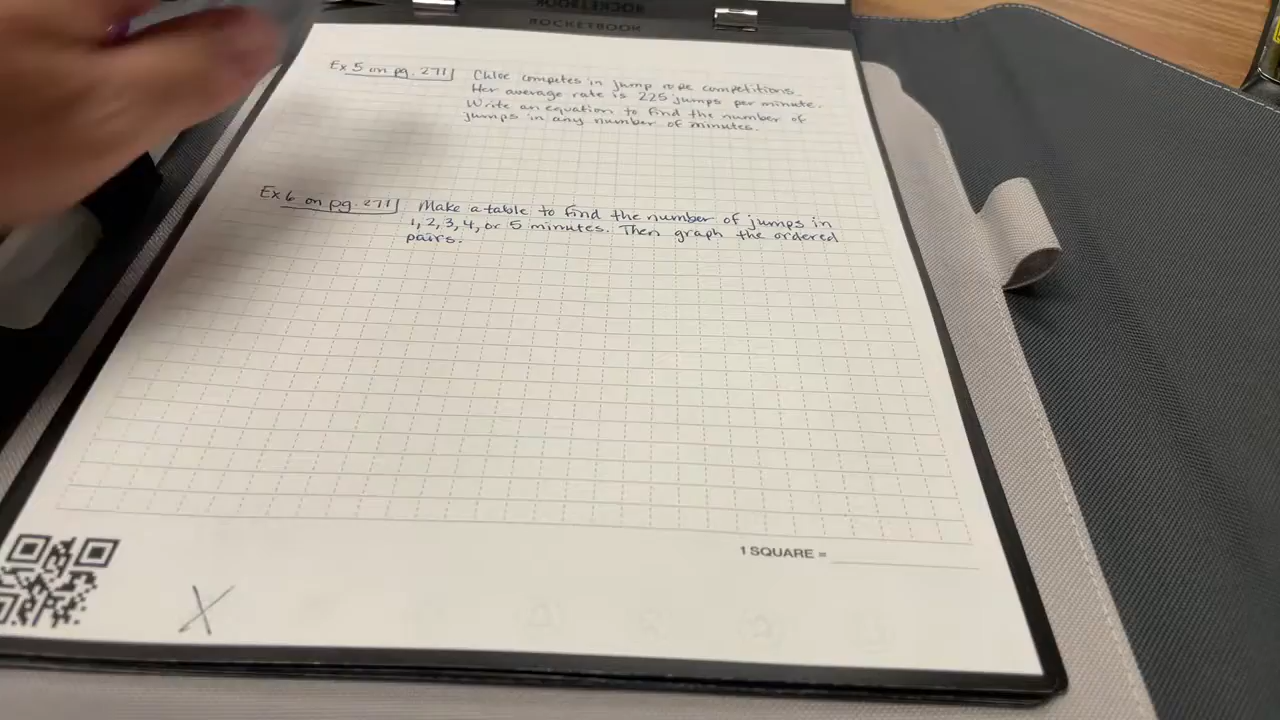 ROCKETBOOK
ROCKETBOOK
Ex 5 on pg. 271
Chloe competes in jump rope competitions.
Her average rate is 225 jumps per minute.
Write an equation to find the number of
jumps in any number of minutes.
Ex 6 on pg. 271
Make a table to find the number of jumps in
1, 2, 3, 4, or 5 minutes. Then graph the ordered
pairs.
1 SQUARE =
X